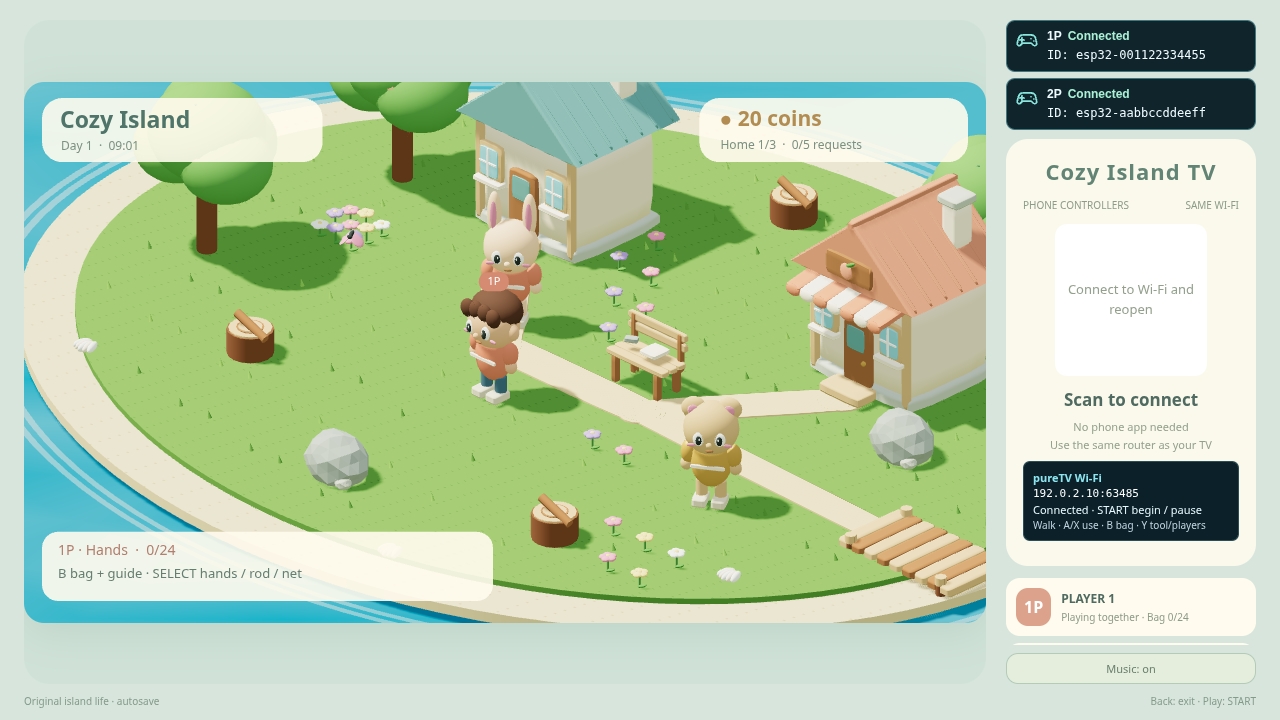 Cozy Island
Day 1 · 09:01
● 20 coins
Home 1/3 · 0/5 requests
1P
1P · Hands · 0/24
B bag + guide · SELECT hands / rod / net
Original island life · autosave
1P Connected
ID: esp32-001122334455
2P Connected
ID: esp32-aabbccddeeff
Cozy Island TV
PHONE CONTROLLERS SAME WI-FI
Connect to Wi-Fi and
reopen
Scan to connect
No phone app needed
Use the same router as your TV
pureTV Wi-Fi
192.0.2.10:63485
Connected · START begin / pause
Walk · A/X use · B bag · Y tool/players
1P
PLAYER 1
Playing together · Bag 0/24
Music: on
Back: exit · Play: START